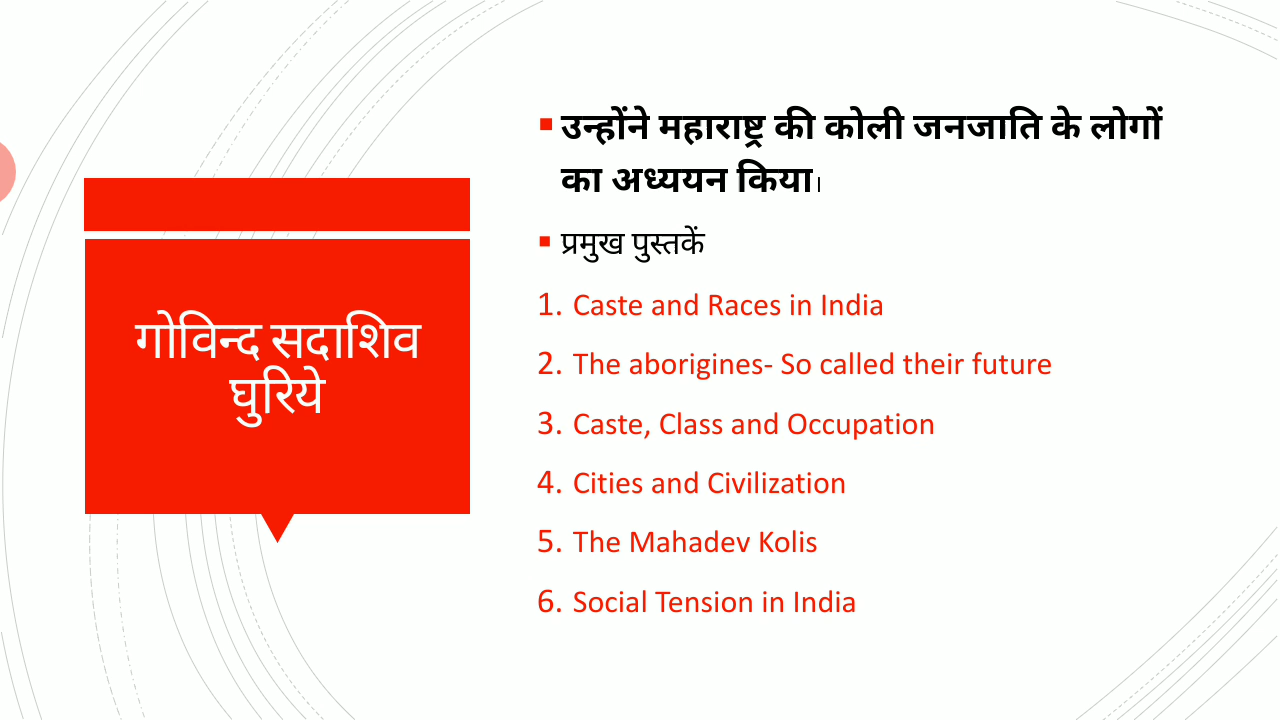 गोविन्द सदाशिव
घुरिये
▪ उन्होंने महाराष्ट्र की कोली जनजाति के लोगों
का अध्ययन किया।
▪ प्रमुख पुस्तकें
1. Caste and Races in India
2. The aborigines- So called their future
3. Caste, Class and Occupation
4. Cities and Civilization
5. The Mahadev Kolis
6. Social Tension in India